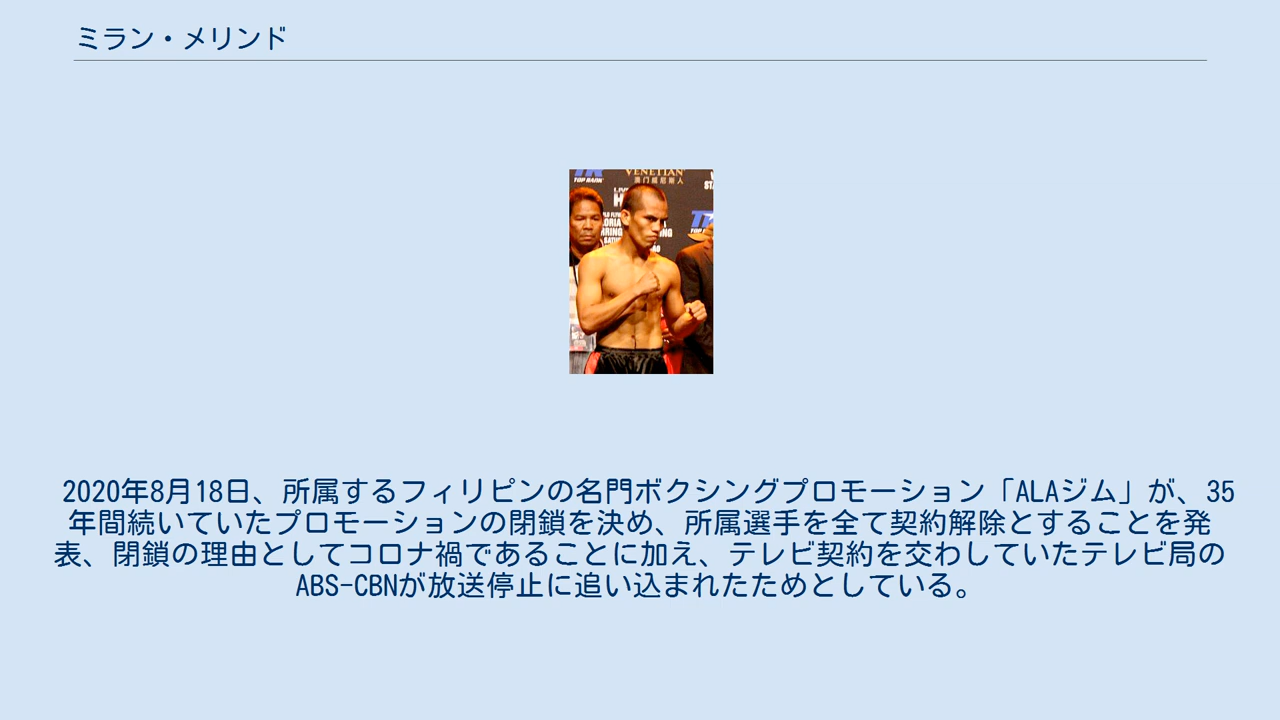 ミラン・メリンド
VENETIAN
TOP RANK
2020年8月18日、所属するフィリピンの名門ボクシングプロモーション「ALAジム」が、35
年間続いていたプロモーションの閉鎖を決め、所属選手を全て契約解除とすることを発
表、閉鎖の理由としてコロナ禍であることに加え、テレビ契約を交わしていたテレビ局の
ABS-CBNが放送停止に追い込まれたためとしている。